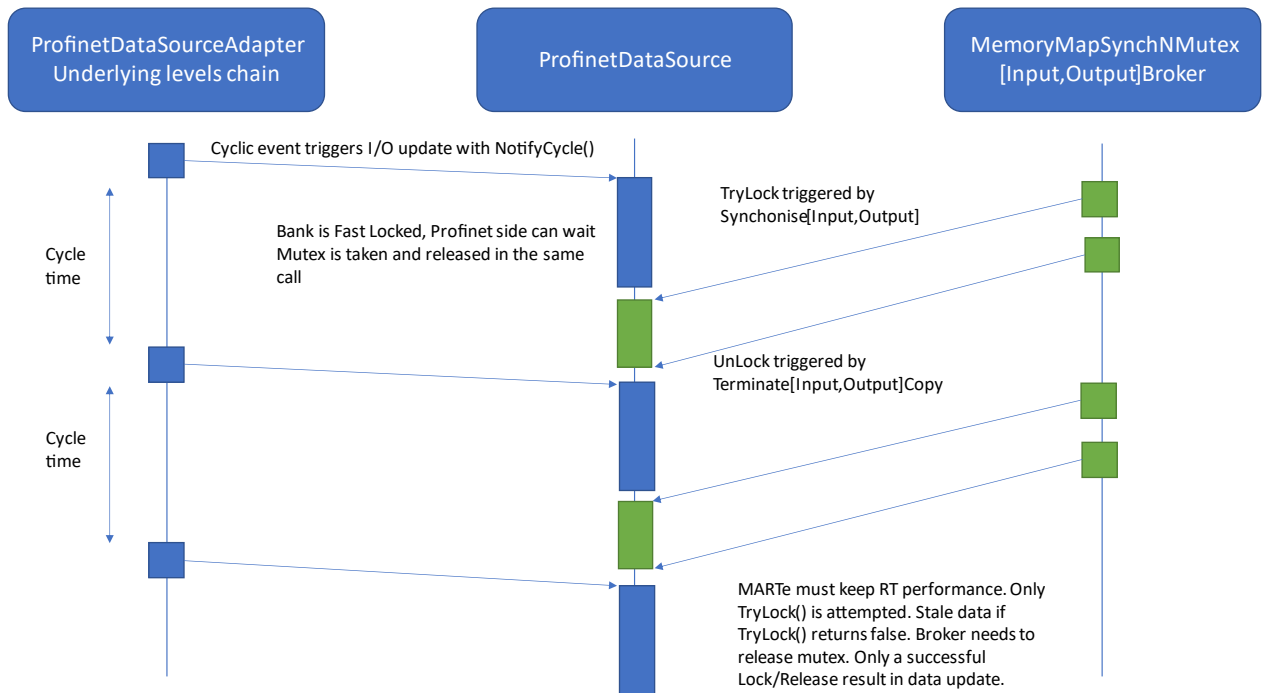 ProfinetDataSourceAdapter
Underlying levels chain
ProfinetDataSource
MemoryMapSynchNMutex
[Input,Output]Broker
Cyclic event triggers I/O update with NotifyCycle()
TryLock triggered by
Synchonise[Input,Output]
Bank is Fast Locked, Profinet side can wait
Mutex is taken and released in the same
call
Cycle
time
UnLock triggered by
Terminate[Input,Output]Copy
Cycle
time
MARTe must keep RT performance. Only
TryLock() is attempted. Stale data if
TryLock() returns false. Broker needs to
release mutex. Only a successful
Lock/Release result in data update.